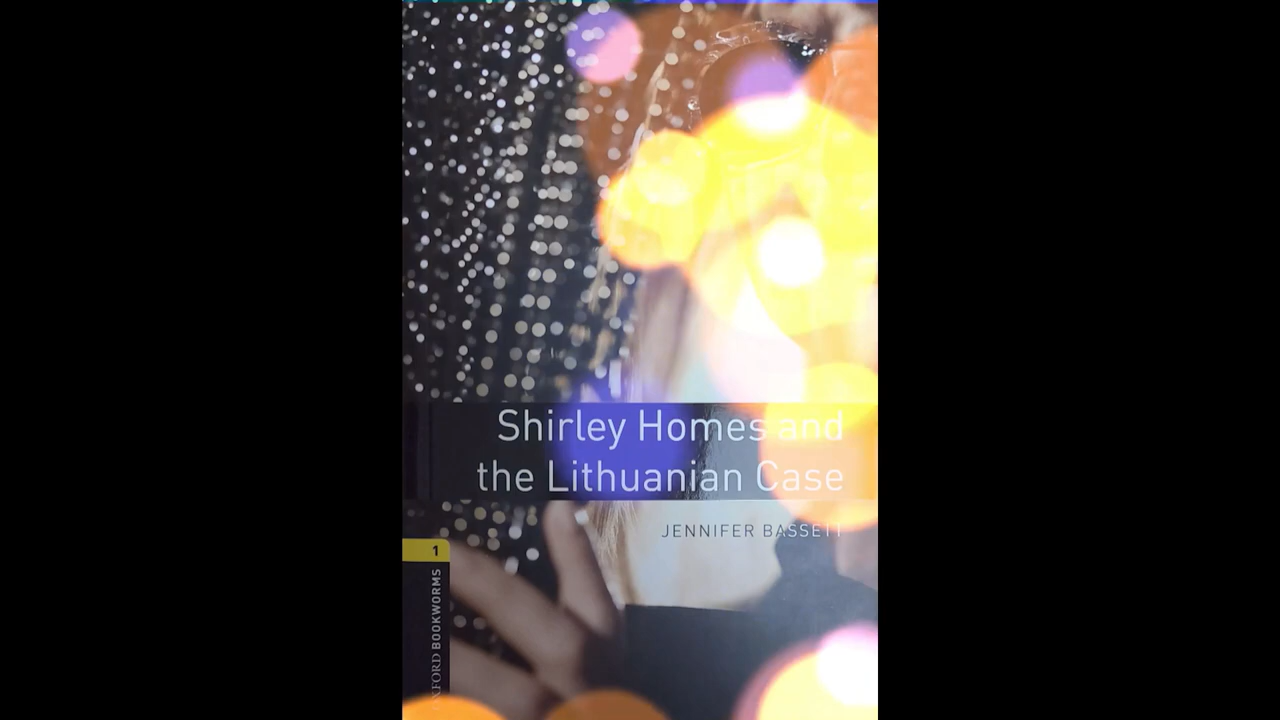 Shirley Homes and
the Lithuanian Case
JENNIFER BASSETT
1
OXFORD BOOKWORMS